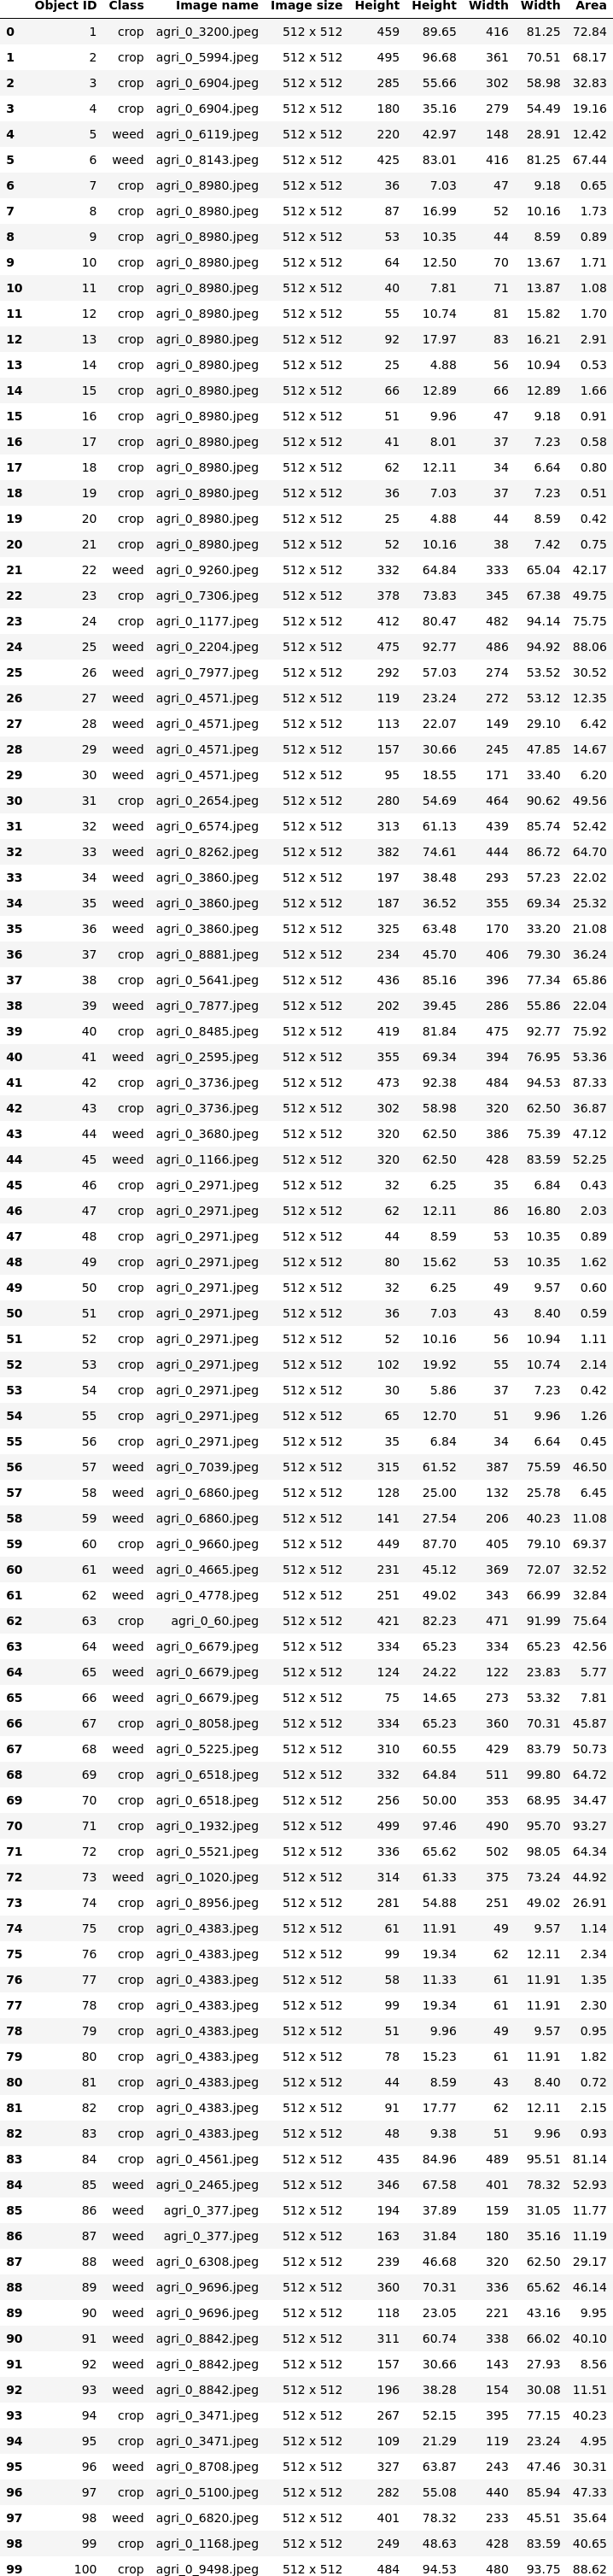 Object ID Class Image name Image size Height Height Width Width Area
0 1 crop agri_0_3200.jpeg 512 x 512 459 89.65 416 81.25 72.84
1 2 crop agri_0_5994.jpeg 512 x 512 495 96.68 361 70.51 68.17
2 3 crop agri_0_6904.jpeg 512 x 512 285 55.66 302 58.98 32.83
3 4 crop agri_0_6904.jpeg 512 x 512 180 35.16 279 54.49 19.16
4 5 weed agri_0_6119.jpeg 512 x 512 220 42.97 148 28.91 12.42
5 6 weed agri_0_8143.jpeg 512 x 512 425 83.01 416 81.25 67.44
6 7 crop agri_0_8980.jpeg 512 x 512 36 7.03 47 9.18 0.65
7 8 crop agri_0_8980.jpeg 512 x 512 87 16.99 52 10.16 1.73
8 9 crop agri_0_8980.jpeg 512 x 512 53 10.35 44 8.59 0.89
9 10 crop agri_0_8980.jpeg 512 x 512 64 12.50 70 13.67 1.71
10 11 crop agri_0_8980.jpeg 512 x 512 40 7.81 71 13.87 1.08
11 12 crop agri_0_8980.jpeg 512 x 512 55 10.74 81 15.82 1.70
12 13 crop agri_0_8980.jpeg 512 x 512 92 17.97 83 16.21 2.91
13 14 crop agri_0_8980.jpeg 512 x 512 25 4.88 56 10.94 0.53
14 15 crop agri_0_8980.jpeg 512 x 512 66 12.89 66 12.89 1.66
15 16 crop agri_0_8980.jpeg 512 x 512 51 9.96 47 9.18 0.91
16 17 crop agri_0_8980.jpeg 512 x 512 41 8.01 37 7.23 0.58
17 18 crop agri_0_8980.jpeg 512 x 512 62 12.11 34 6.64 0.80
18 19 crop agri_0_8980.jpeg 512 x 512 36 7.03 37 7.23 0.51
19 20 crop agri_0_8980.jpeg 512 x 512 25 4.88 44 8.59 0.42
20 21 crop agri_0_8980.jpeg 512 x 512 52 10.16 38 7.42 0.75
21 22 weed agri_0_9260.jpeg 512 x 512 332 64.84 333 65.04 42.17
22 23 crop agri_0_7306.jpeg 512 x 512 378 73.83 345 67.38 49.75
23 24 crop agri_0_1177.jpeg 512 x 512 412 80.47 482 94.14 75.75
24 25 weed agri_0_2204.jpeg 512 x 512 475 92.77 486 94.92 88.06
25 26 weed agri_0_7977.jpeg 512 x 512 292 57.03 274 53.52 30.52
26 27 weed agri_0_4571.jpeg 512 x 512 119 23.24 272 53.12 12.35
27 28 weed agri_0_4571.jpeg 512 x 512 113 22.07 149 29.10 6.42
28 29 weed agri_0_4571.jpeg 512 x 512 157 30.66 245 47.85 14.67
29 30 weed agri_0_4571.jpeg 512 x 512 95 18.55 171 33.40 6.20
30 31 crop agri_0_2654.jpeg 512 x 512 280 54.69 464 90.62 49.56
31 32 weed agri_0_6574.jpeg 512 x 512 313 61.13 439 85.74 52.42
32 33 weed agri_0_8262.jpeg 512 x 512 382 74.61 444 86.72 64.70
33 34 weed agri_0_3860.jpeg 512 x 512 197 38.48 293 57.23 22.02
34 35 weed agri_0_3860.jpeg 512 x 512 187 36.52 355 69.34 25.32
35 36 weed agri_0_3860.jpeg 512 x 512 325 63.48 170 33.20 21.08
36 37 crop agri_0_8881.jpeg 512 x 512 234 45.70 406 79.30 36.24
37 38 crop agri_0_5641.jpeg 512 x 512 436 85.16 396 77.34 65.86
38 39 weed agri_0_7877.jpeg 512 x 512 202 39.45 286 55.86 22.04
39 40 crop agri_0_8485.jpeg 512 x 512 419 81.84 475 92.77 75.92
40 41 weed agri_0_2595.jpeg 512 x 512 355 69.34 394 76.95 53.36
41 42 crop agri_0_3736.jpeg 512 x 512 473 92.38 484 94.53 87.33
42 43 crop agri_0_3736.jpeg 512 x 512 302 58.98 320 62.50 36.87
43 44 weed agri_0_3680.jpeg 512 x 512 320 62.50 386 75.39 47.12
44 45 weed agri_0_1166.jpeg 512 x 512 320 62.50 428 83.59 52.25
45 46 crop agri_0_2971.jpeg 512 x 512 32 6.25 35 6.84 0.43
46 47 crop agri_0_2971.jpeg 512 x 512 62 12.11 86 16.80 2.03
47 48 crop agri_0_2971.jpeg 512 x 512 44 8.59 53 10.35 0.89
48 49 crop agri_0_2971.jpeg 512 x 512 80 15.62 53 10.35 1.62
49 50 crop agri_0_2971.jpeg 512 x 512 32 6.25 49 9.57 0.60
50 51 crop agri_0_2971.jpeg 512 x 512 36 7.03 43 8.40 0.59
51 52 crop agri_0_2971.jpeg 512 x 512 52 10.16 56 10.94 1.11
52 53 crop agri_0_2971.jpeg 512 x 512 102 19.92 55 10.74 2.14
53 54 crop agri_0_2971.jpeg 512 x 512 30 5.86 37 7.23 0.42
54 55 crop agri_0_2971.jpeg 512 x 512 65 12.70 51 9.96 1.26
55 56 crop agri_0_2971.jpeg 512 x 512 35 6.84 34 6.64 0.45
56 57 weed agri_0_7039.jpeg 512 x 512 315 61.52 387 75.59 46.50
57 58 weed agri_0_6860.jpeg 512 x 512 128 25.00 132 25.78 6.45
58 59 weed agri_0_6860.jpeg 512 x 512 141 27.54 206 40.23 11.08
59 60 crop agri_0_9660.jpeg 512 x 512 449 87.70 405 79.10 69.37
60 61 weed agri_0_4665.jpeg 512 x 512 231 45.12 369 72.07 32.52
61 62 weed agri_0_4778.jpeg 512 x 512 251 49.02 343 66.99 32.84
62 63 crop agri_0_60.jpeg 512 x 512 421 82.23 471 91.99 75.64
63 64 weed agri_0_6679.jpeg 512 x 512 334 65.23 334 65.23 42.56
64 65 weed agri_0_6679.jpeg 512 x 512 124 24.22 122 23.83 5.77
65 66 weed agri_0_6679.jpeg 512 x 512 75 14.65 273 53.32 7.81
66 67 crop agri_0_8058.jpeg 512 x 512 334 65.23 360 70.31 45.87
67 68 weed agri_0_5225.jpeg 512 x 512 310 60.55 429 83.79 50.73
68 69 crop agri_0_6518.jpeg 512 x 512 332 64.84 511 99.80 64.72
69 70 crop agri_0_6518.jpeg 512 x 512 256 50.00 353 68.95 34.47
70 71 crop agri_0_1932.jpeg 512 x 512 499 97.46 490 95.70 93.27
71 72 crop agri_0_5521.jpeg 512 x 512 336 65.62 502 98.05 64.34
72 73 weed agri_0_1020.jpeg 512 x 512 314 61.33 375 73.24 44.92
73 74 crop agri_0_8956.jpeg 512 x 512 281 54.88 251 49.02 26.91
74 75 crop agri_0_4383.jpeg 512 x 512 61 11.91 49 9.57 1.14
75 76 crop agri_0_4383.jpeg 512 x 512 99 19.34 62 12.11 2.34
76 77 crop agri_0_4383.jpeg 512 x 512 58 11.33 61 11.91 1.35
77 78 crop agri_0_4383.jpeg 512 x 512 99 19.34 61 11.91 2.30
78 79 crop agri_0_4383.jpeg 512 x 512 51 9.96 49 9.57 0.95
79 80 crop agri_0_4383.jpeg 512 x 512 78 15.23 61 11.91 1.82
80 81 crop agri_0_4383.jpeg 512 x 512 44 8.59 43 8.40 0.72
81 82 crop agri_0_4383.jpeg 512 x 512 91 17.77 62 12.11 2.15
82 83 crop agri_0_4383.jpeg 512 x 512 48 9.38 51 9.96 0.93
83 84 crop agri_0_4561.jpeg 512 x 512 435 84.96 489 95.51 81.14
84 85 weed agri_0_2465.jpeg 512 x 512 346 67.58 401 78.32 52.93
85 86 weed agri_0_377.jpeg 512 x 512 194 37.89 159 31.05 11.77
86 87 weed agri_0_377.jpeg 512 x 512 163 31.84 180 35.16 11.19
87 88 weed agri_0_6308.jpeg 512 x 512 239 46.68 320 62.50 29.17
88 89 weed agri_0_9696.jpeg 512 x 512 360 70.31 336 65.62 46.14
89 90 weed agri_0_9696.jpeg 512 x 512 118 23.05 221 43.16 9.95
90 91 weed agri_0_8842.jpeg 512 x 512 311 60.74 338 66.02 40.10
91 92 weed agri_0_8842.jpeg 512 x 512 157 30.66 143 27.93 8.56
92 93 weed agri_0_8842.jpeg 512 x 512 196 38.28 154 30.08 11.51
93 94 crop agri_0_3471.jpeg 512 x 512 267 52.15 395 77.15 40.23
94 95 crop agri_0_3471.jpeg 512 x 512 109 21.29 119 23.24 4.95
95 96 weed agri_0_8708.jpeg 512 x 512 327 63.87 243 47.46 30.31
96 97 crop agri_0_5100.jpeg 512 x 512 282 55.08 440 85.94 47.33
97 98 weed agri_0_6820.jpeg 512 x 512 401 78.32 233 45.51 35.64
98 99 crop agri_0_1168.jpeg 512 x 512 249 48.63 428 83.59 40.65
99 100 crop agri_0_9498.jpeg 512 x 512 484 94.53 480 93.75 88.62